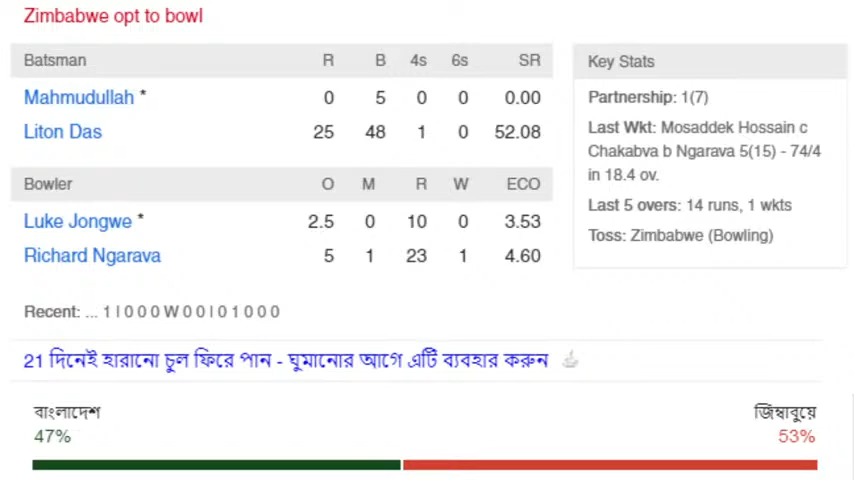 Zimbabwe opt to bowl
Batsman R B 4s 6s SR
Mahmudullah * 0 5 0 0 0.00
Liton Das 25 48 1 0 52.08
Bowler O M R W ECO
Luke Jongwe * 2.5 0 10 0 3.53
Richard Ngarava 5 1 23 1 4.60
Recent: ... 1 I 0 0 0 W 0 0 I 0 1 0 0 0
Key Stats
Partnership: 1(7)
Last Wkt: Mosaddek Hossain c
Chakabva b Ngarava 5(15) - 74/4
in 18.4 ov.
Last 5 overs: 14 runs, 1 wkts
Toss: Zimbabwe (Bowling)
21 দিনেই হারানো চুল ফিরে পান - ঘুমানোর আগে এটি ব্যবহার করুন
বাংলাদেশ জিম্বাবুয়ে
47% 53%